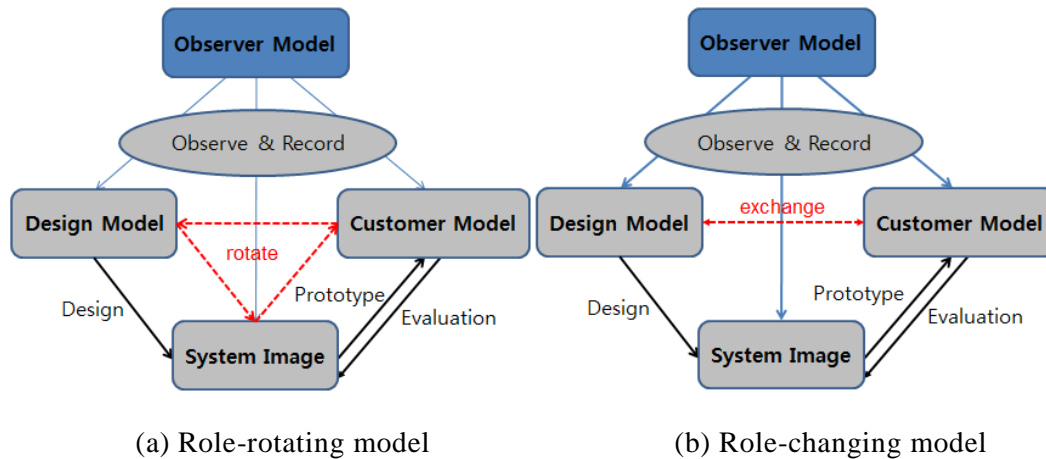 Observer Model
Observe & Record
Design Model
Customer Model
rotate
Design
Prototype
Evaluation
System Image
(a) Role-rotating model
Observer Model
Observe & Record
Design Model
exchange
Customer Model
Design
Prototype
Evaluation
System Image
(b) Role-changing model